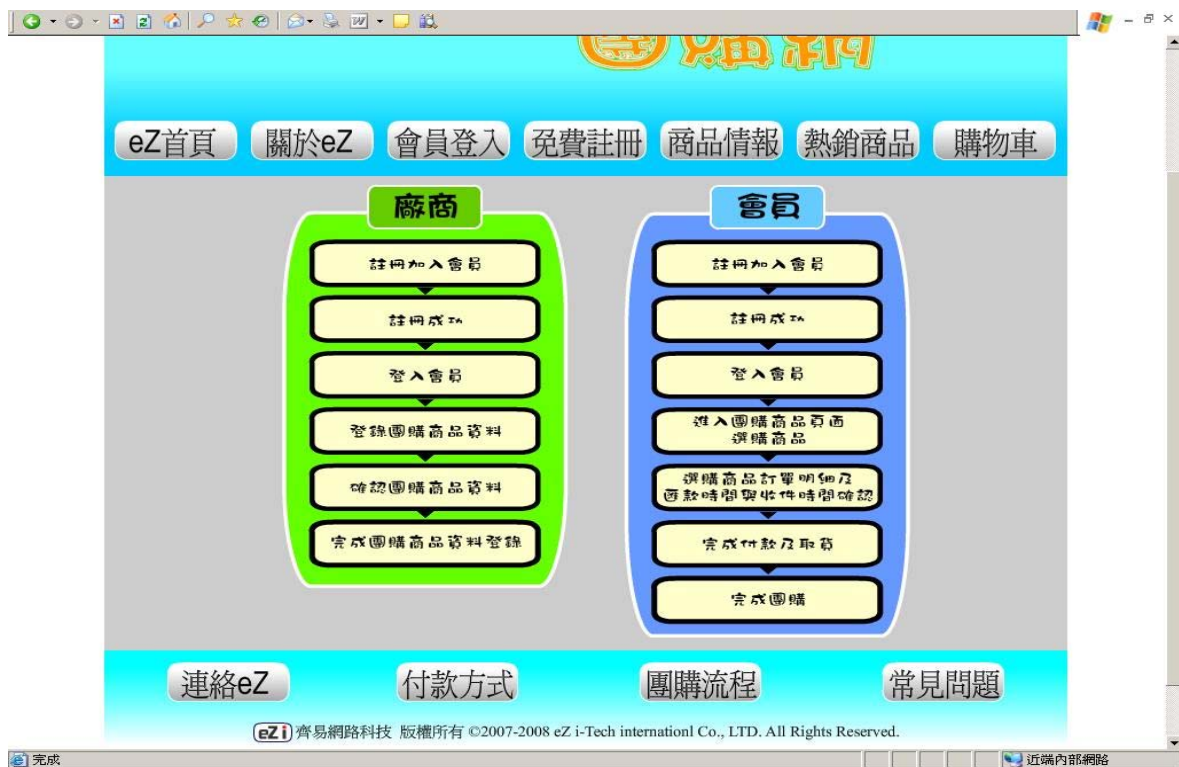 團購網
eZ首頁 關於eZ 會員登入 免費註冊 商品情報 熱銷商品 購物車
廠商
註冊加入會員
註冊成功
登入會員
登錄團購商品資料
確認團購商品資料
完成團購商品資料登錄
會員
註冊加入會員
註冊成功
登入會員
進入團購商品頁面
選購商品
選購商品訂單明細及
匯款時間與收件時間確認
完成付款及取貨
完成團購
連絡eZ 付款方式 團購流程 常見問題
eZ i 齊易網路科技 版權所有 ©2007-2008 eZ i-Tech internationl Co., LTD. All Rights Reserved.
完成 近端內部網路